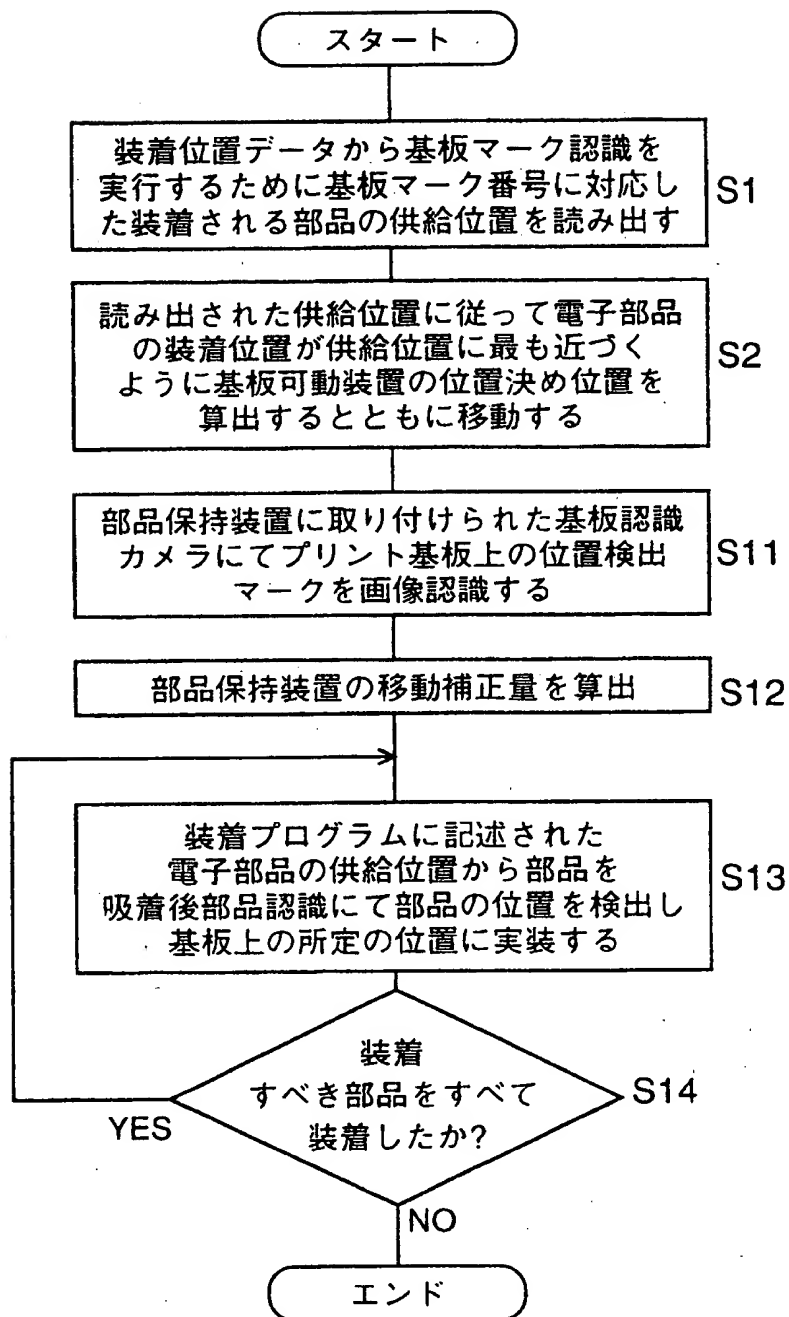 スタート
装着位置データから基板マーク認識を
実行するために基板マーク番号に対応し
た装着される部品の供給位置を読み出す
S1
読み出された供給位置に従って電子部品
の装着位置が供給位置に最も近づく
ように基板可動装置の位置決め位置を
算出するとともに移動する
S2
部品保持装置に取り付けられた基板認識
カメラにてプリント基板上の位置検出
マークを画像認識する
S11
部品保持装置の移動補正量を算出
S12
装着プログラムに記述された
電子部品の供給位置から部品を
吸着後部品認識にて部品の位置を検出し
基板上の所定の位置に実装する
S13
装着
すべき部品をすべて
装着したか?
S14
YES
NO
エンド